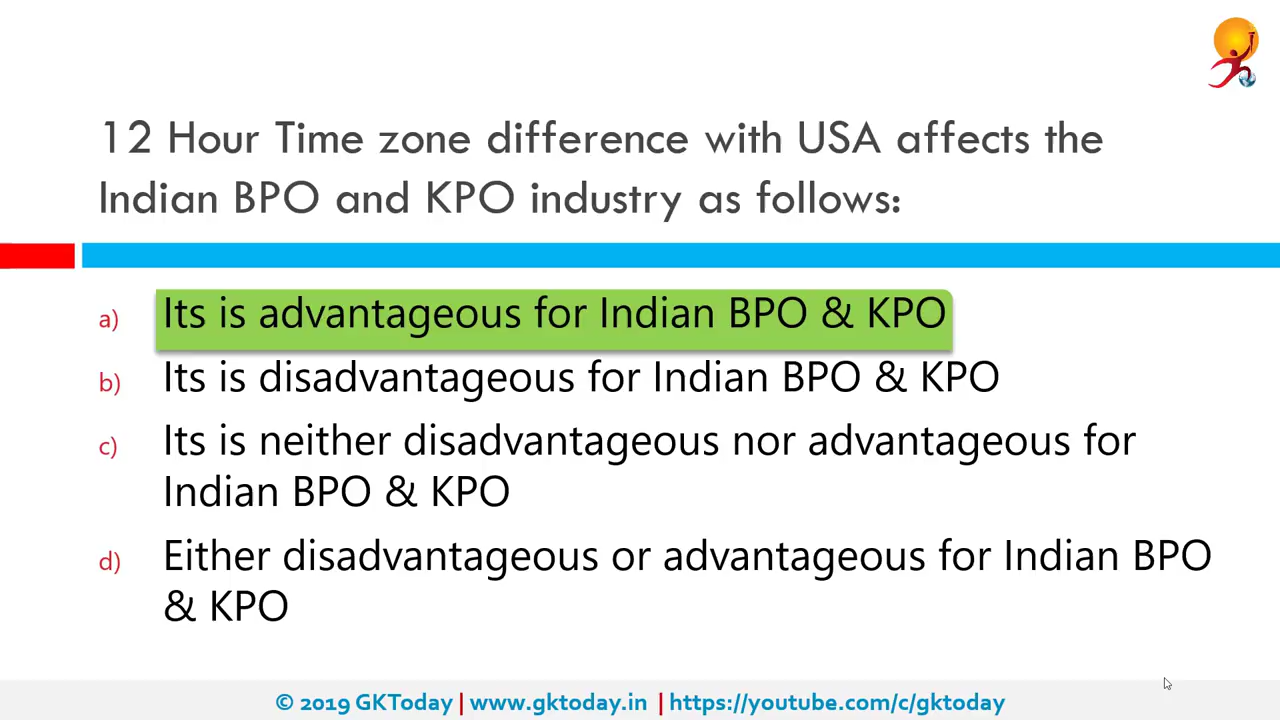 12 Hour Time zone difference with USA affects the
Indian BPO and KPO industry as follows:
a) Its is advantageous for Indian BPO & KPO
b) Its is disadvantageous for Indian BPO & KPO
c) Its is neither disadvantageous nor advantageous for
Indian BPO & KPO
d) Either disadvantageous or advantageous for Indian BPO
& KPO
© 2019 GKToday | www.gktoday.in | https://youtube.com/c/gktoday